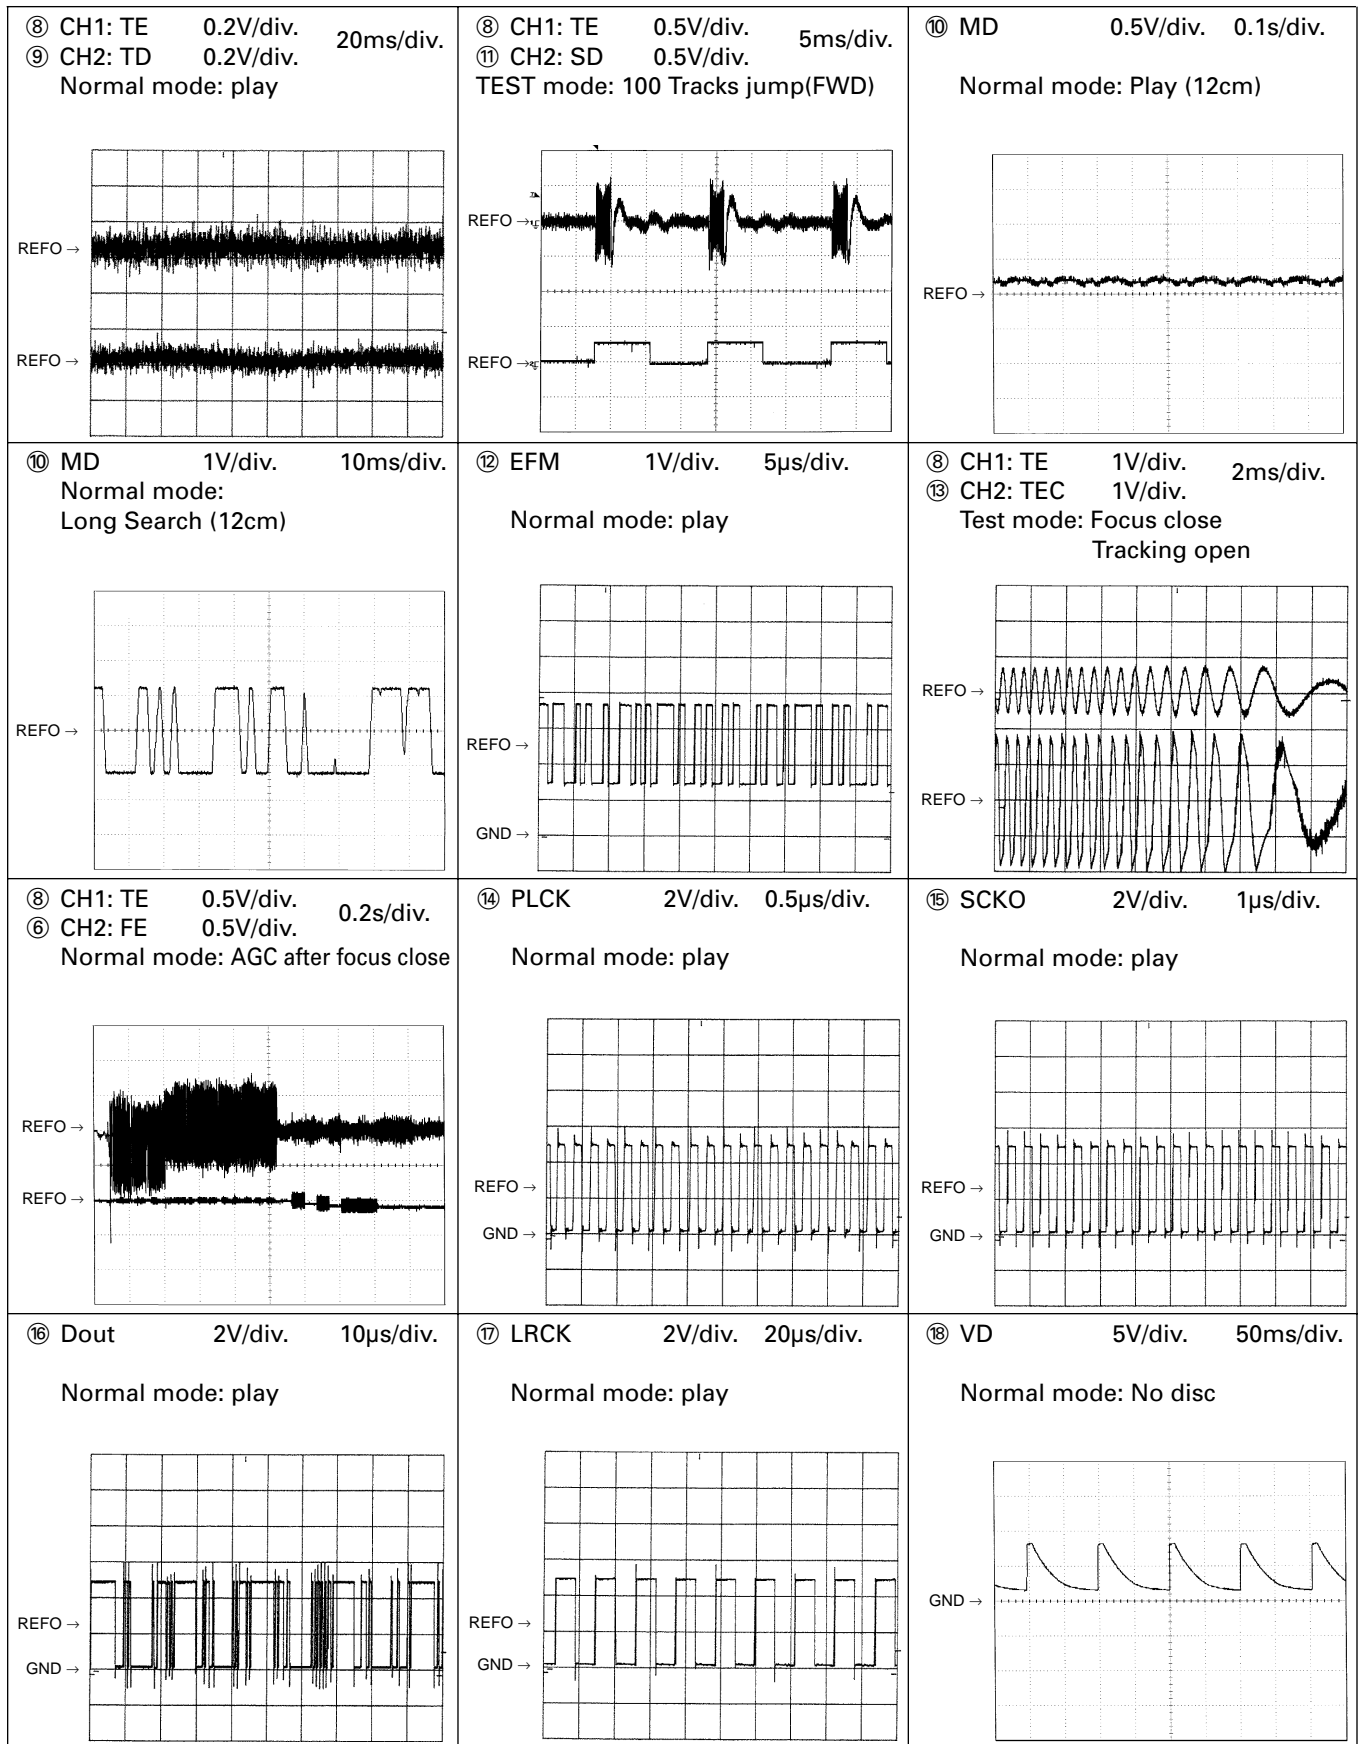 ⑧ CH1: TE 0.2V/div. 20ms/div.
⑨ CH2: TD 0.2V/div.
Normal mode: play
REFO →
REFO →
⑧ CH1: TE 0.5V/div. 5ms/div.
⑪ CH2: SD 0.5V/div.
TEST mode: 100 Tracks jump(FWD)
REFO →
REFO →
⑩ MD 0.5V/div. 0.1s/div.
Normal mode: Play (12cm)
REFO →
⑩ MD 1V/div. 10ms/div.
Normal mode:
Long Search (12cm)
REFO →
⑫ EFM 1V/div. 5µs/div.
Normal mode: play
REFO →
GND →
⑧ CH1: TE 1V/div. 2ms/div.
⑬ CH2: TEC 1V/div.
Test mode: Focus close
Tracking open
REFO →
REFO →
⑧ CH1: TE 0.5V/div. 0.2s/div.
⑥ CH2: FE 0.5V/div.
Normal mode: AGC after focus close
REFO →
REFO →
⑭ PLCK 2V/div. 0.5µs/div.
Normal mode: play
REFO →
GND →
⑮ SCKO 2V/div. 1µs/div.
Normal mode: play
REFO →
GND →
⑯ Dout 2V/div. 10µs/div.
Normal mode: play
REFO →
GND →
⑰ LRCK 2V/div. 20µs/div.
Normal mode: play
REFO →
GND →
⑱ VD 5V/div. 50ms/div.
Normal mode: No disc
GND →